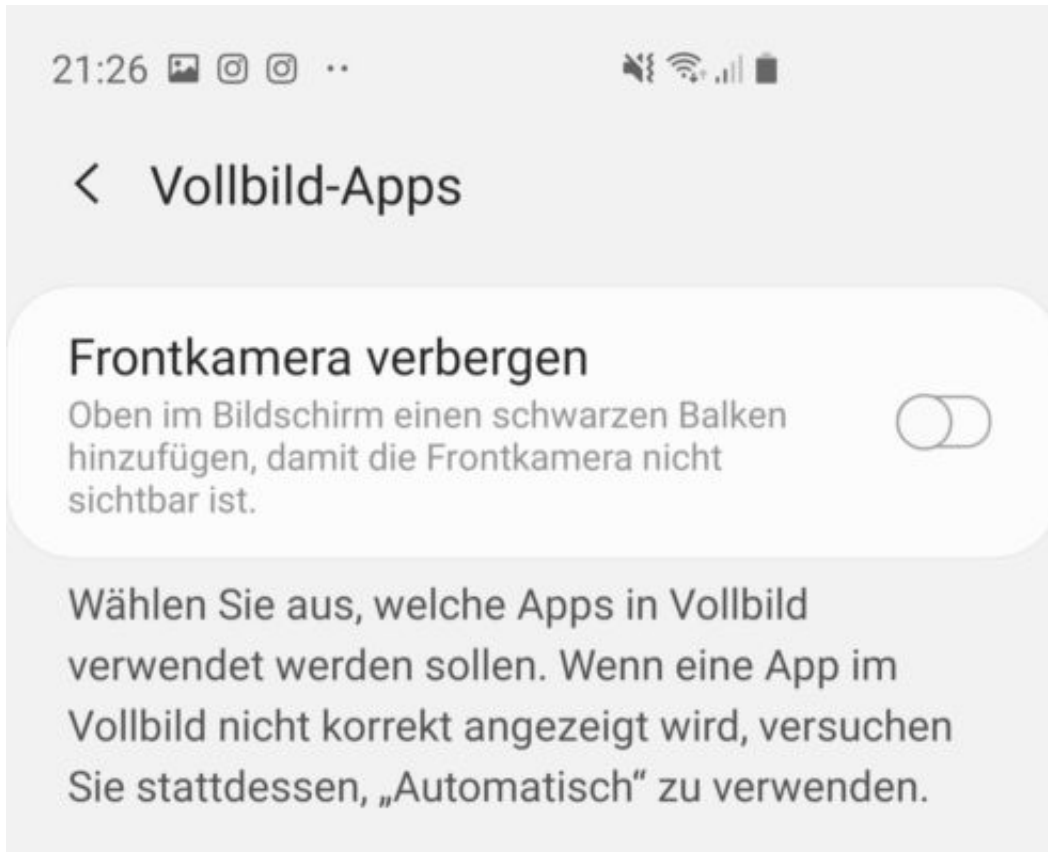 21:26
Vollbild-Apps
Frontkamera verbergen
Oben im Bildschirm einen schwarzen Balken
hinzufügen, damit die Frontkamera nicht
sichtbar ist.
Wählen Sie aus, welche Apps in Vollbild
verwendet werden sollen. Wenn eine App im
Vollbild nicht korrekt angezeigt wird, versuchen
Sie stattdessen, „Automatisch“ zu verwenden.